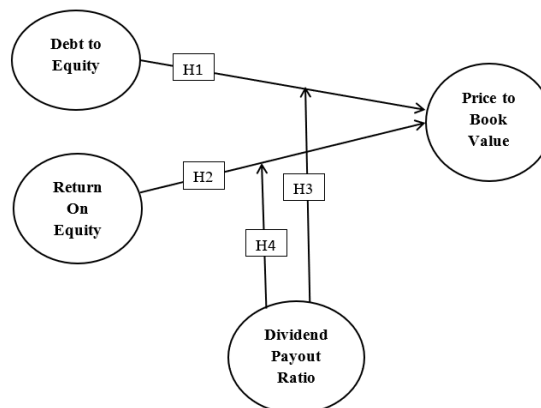 Debt to
Equity
H1
Price to
Book
Value
Return
On
Equity
H2
H3
H4
Dividend
Payout
Ratio